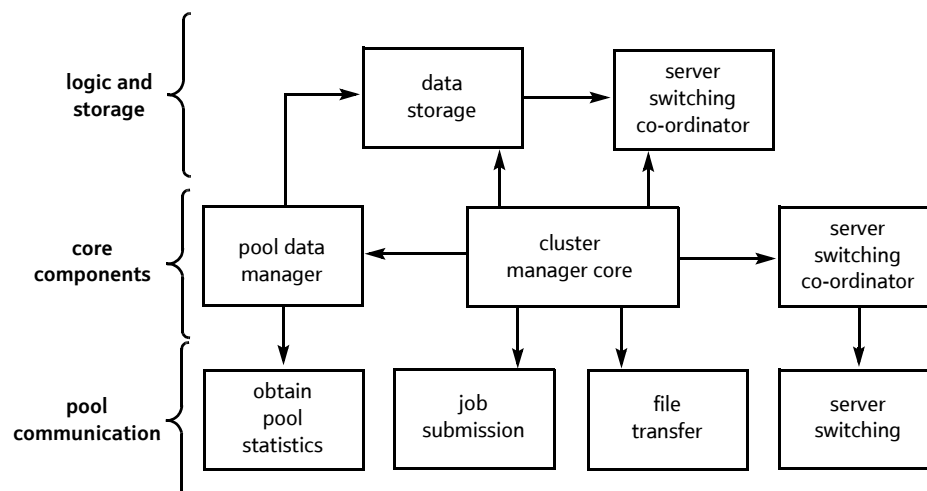 logic and
storage
data
storage
server
switching
co-ordinator
core
components
pool data
manager
cluster
manager core
server
switching
co-ordinator
pool
communication
obtain
pool
statistics
job
submission
file
transfer
server
switching